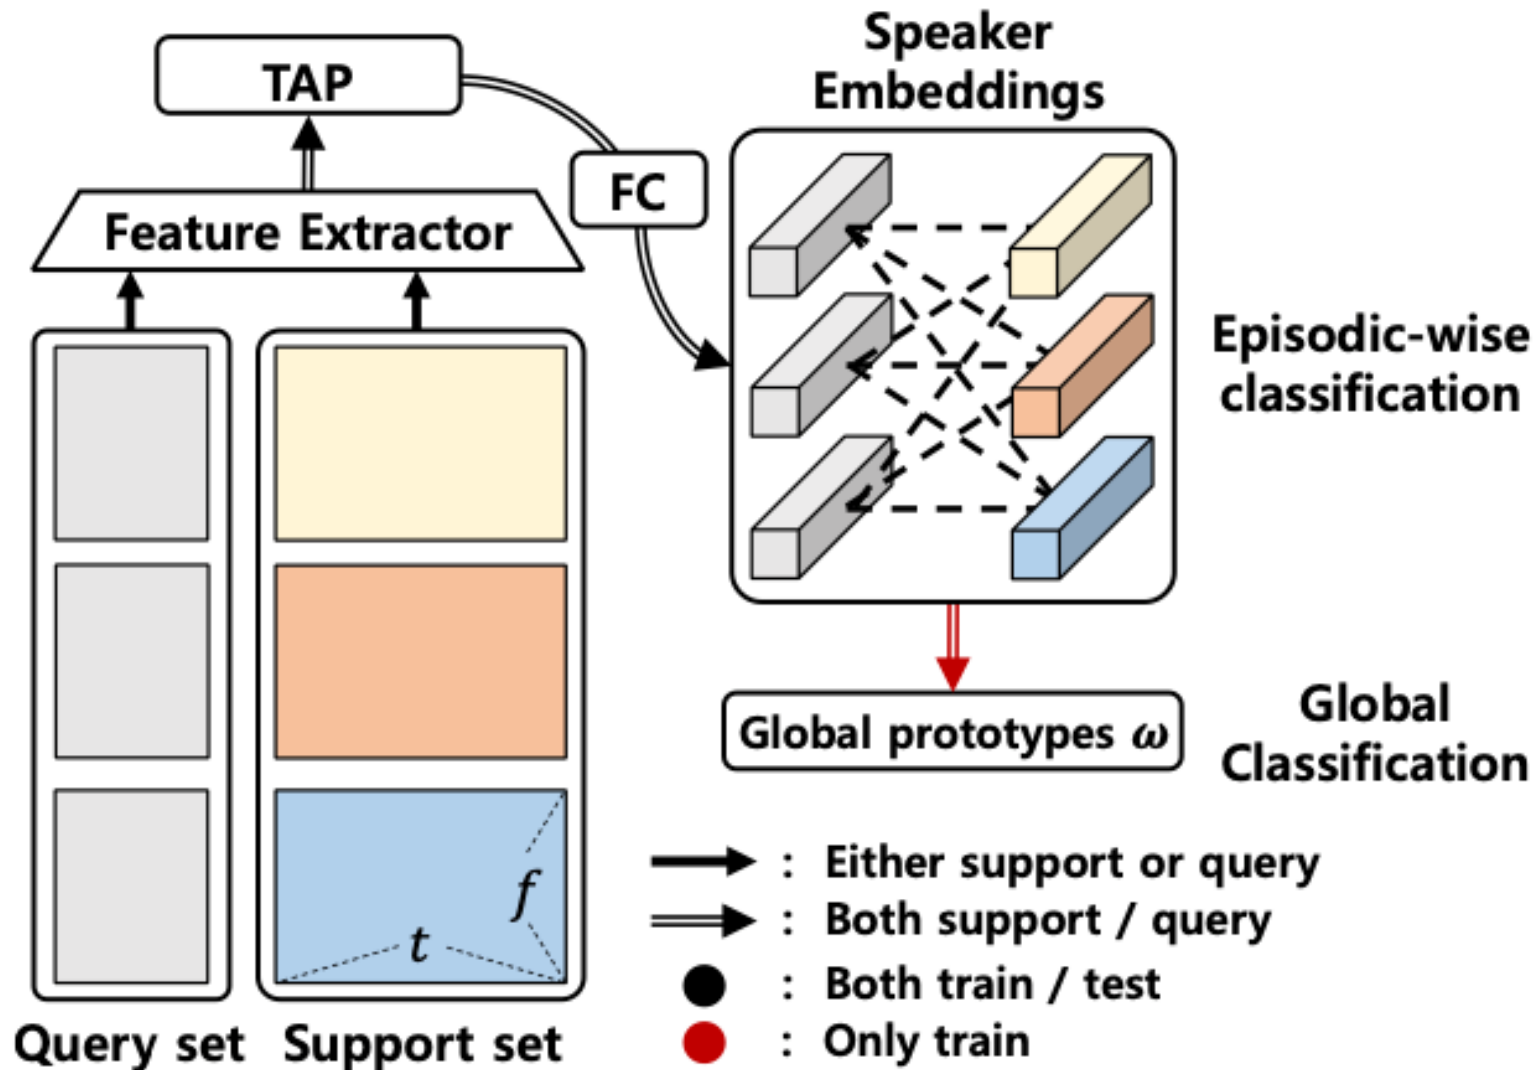 Speaker
Embeddings
TAP
FC
Feature Extractor
Episodic-wise
classification
Global prototypes ω
Global
Classification
f
t
: Either support or query
: Both support / query
: Both train / test
: Only train
Query set
Support set